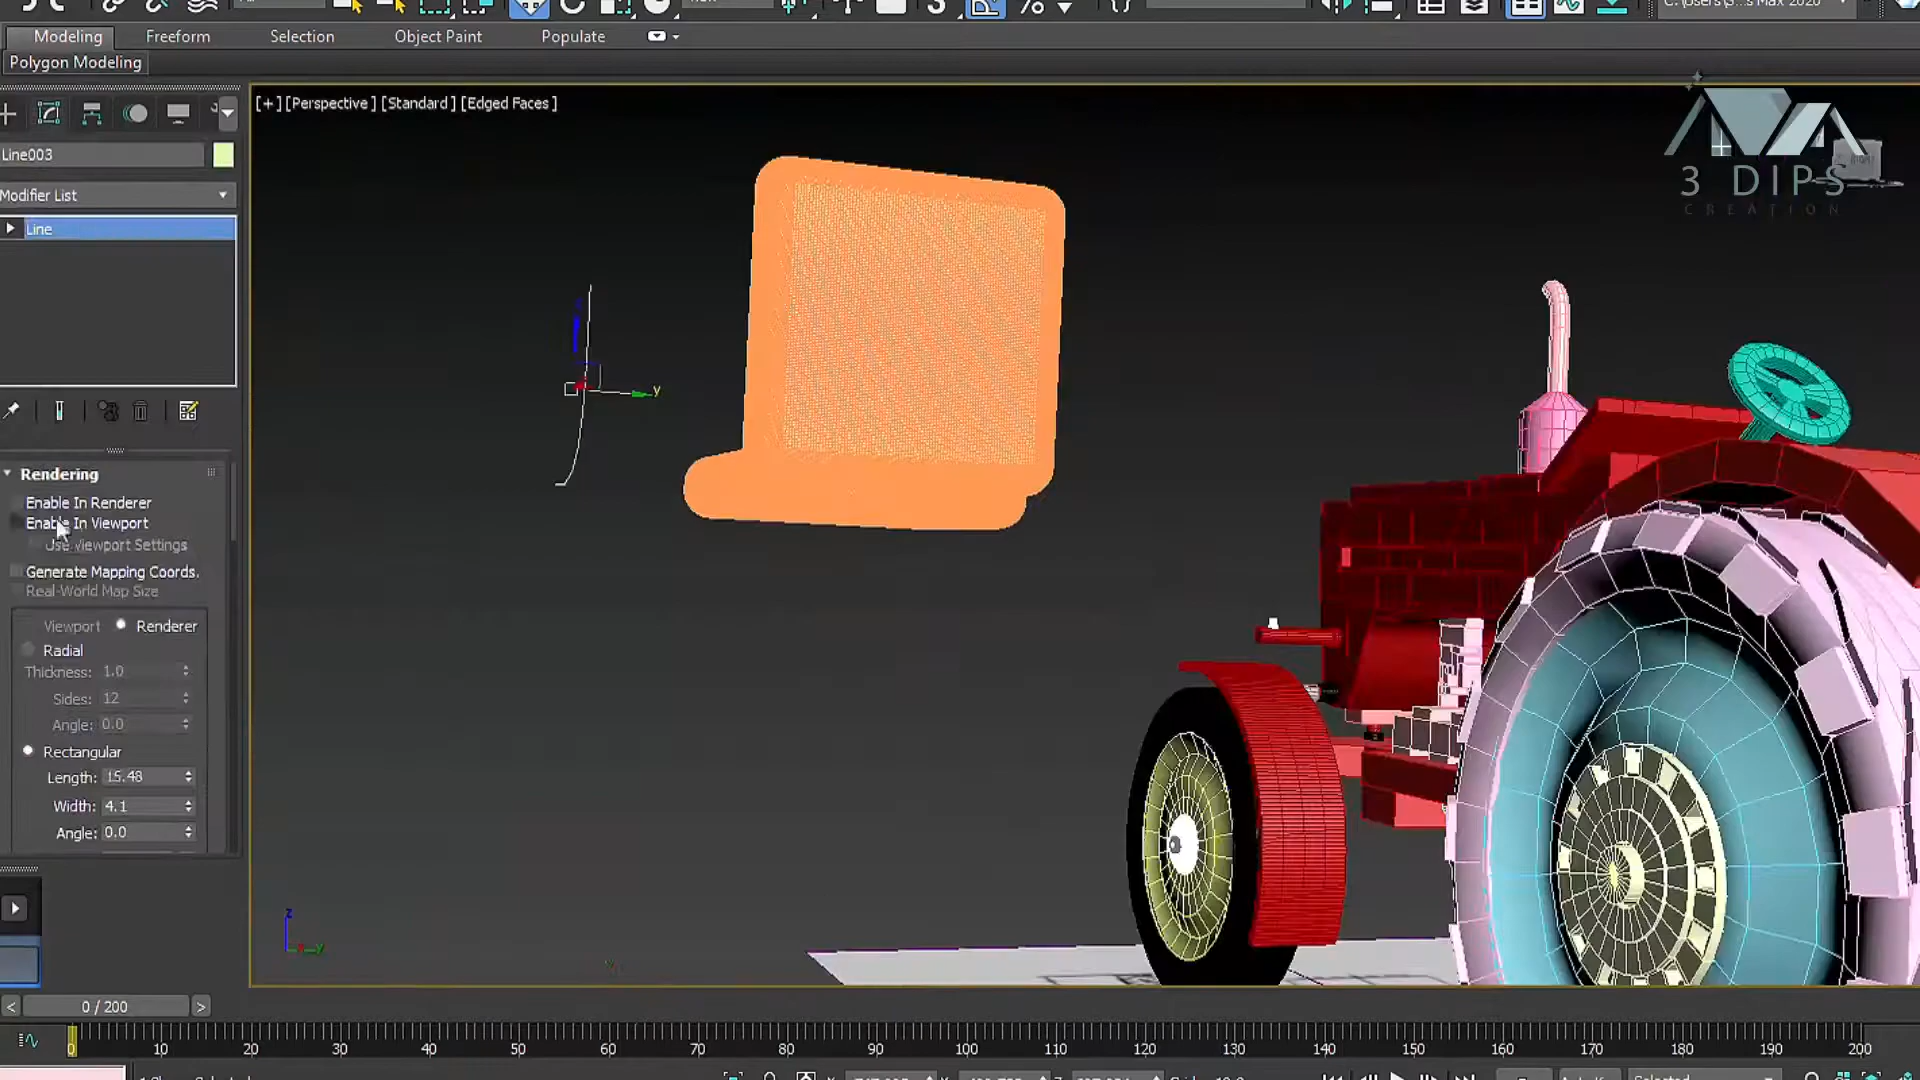 Modeling
Freeform
Selection
Object Paint
Populate
Polygon Modeling
[+] [Perspective] [Standard] [Edged Faces]
3 DIPS
CREATION
Line003
Modifier List
Line
Rendering
Enable In Renderer
Enable In Viewport
Use Viewport Settings
Generate Mapping Coords.
Real-World Map Size
Viewport
Renderer
Radial
Thickness: 1.0
Sides: 12
Angle: 0.0
Rectangular
Length: 15.48
Width: 4.1
Angle: 0.0
y
z
y
< 0 / 200 >
0 10 20 30 40 50 60 70 80 90 100 110 120 130 140 150 160 170 180 190 200